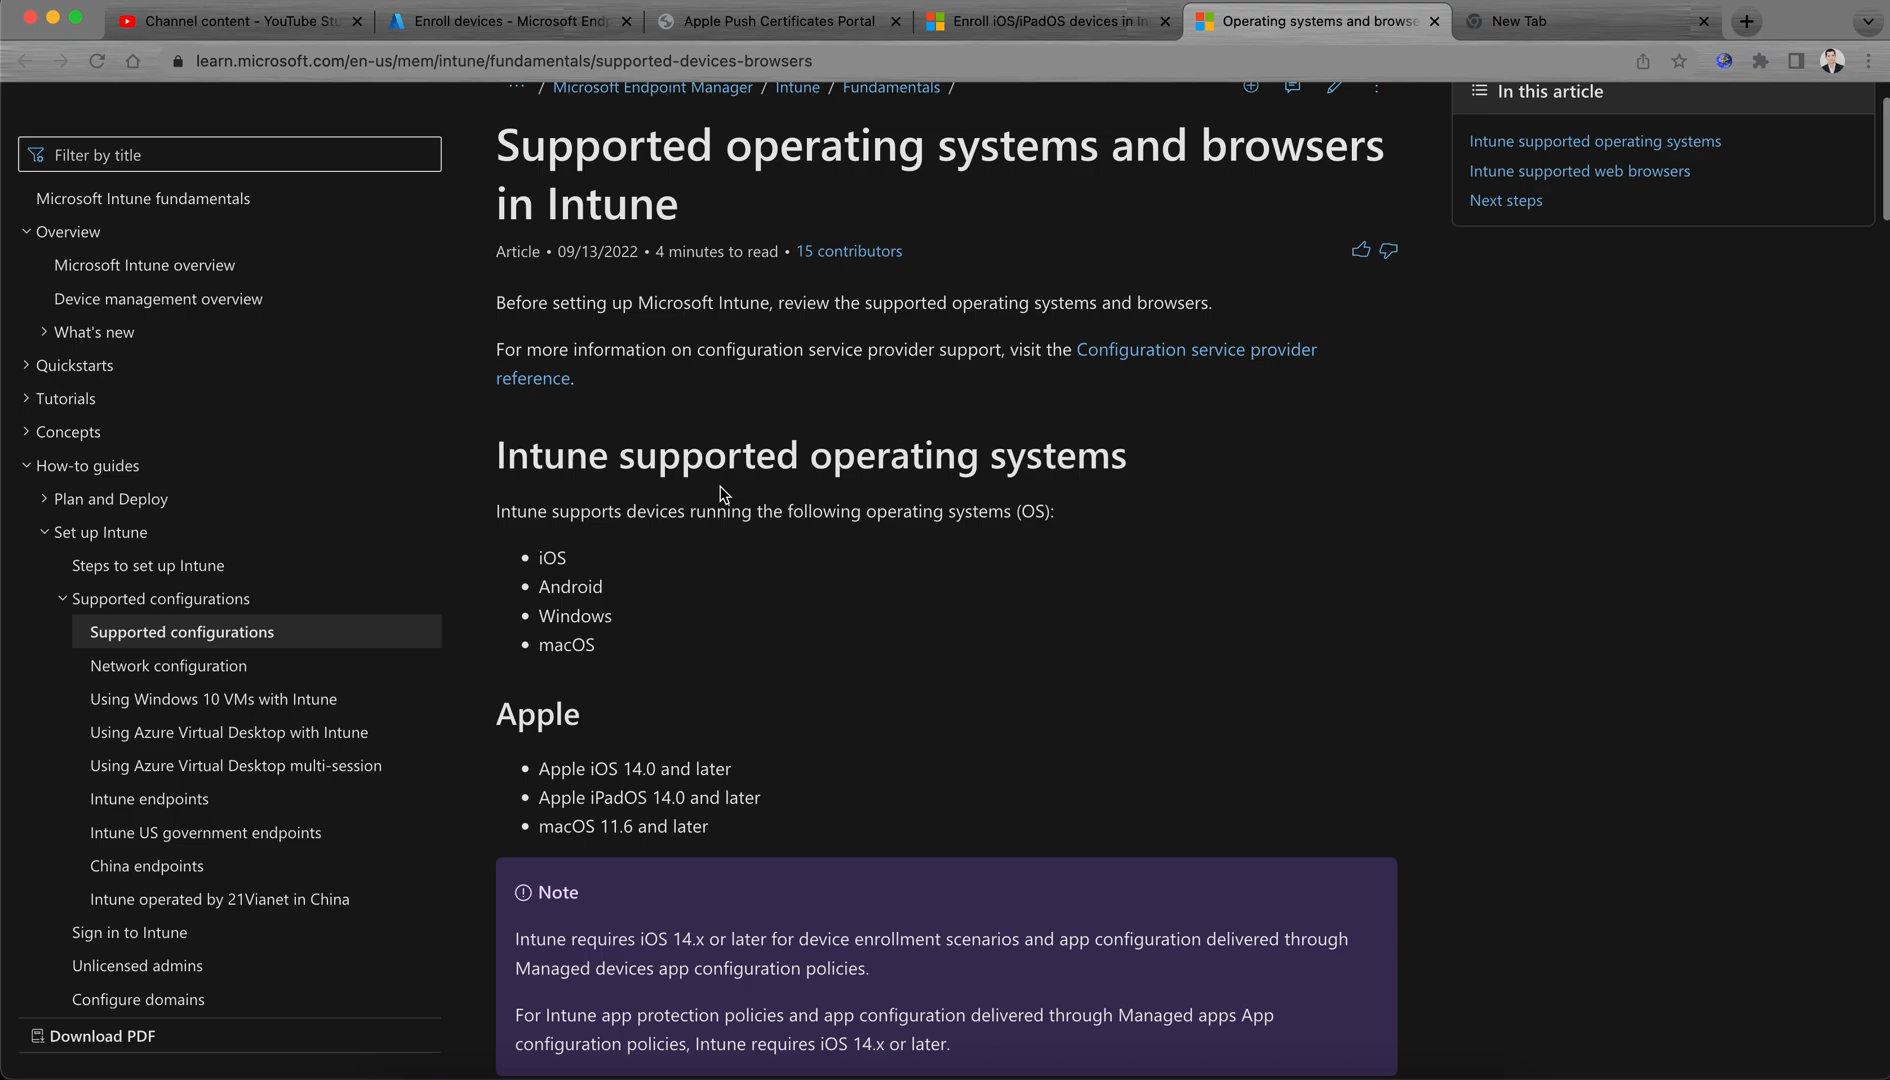 Channel content - YouTube Stu
Enroll devices - Microsoft Endp
Apple Push Certificates Portal
Enroll iOS/iPadOS devices in In
Operating systems and browse
New Tab
learn.microsoft.com/en-us/mem/intune/fundamentals/supported-devices-browsers
... / Microsoft Endpoint Manager / Intune / Fundamentals /
Filter by title
Microsoft Intune fundamentals
Overview
Microsoft Intune overview
Device management overview
What's new
Quickstarts
Tutorials
Concepts
How-to guides
Plan and Deploy
Set up Intune
Steps to set up Intune
Supported configurations
Supported configurations
Network configuration
Using Windows 10 VMs with Intune
Using Azure Virtual Desktop with Intune
Using Azure Virtual Desktop multi-session
Intune endpoints
Intune US government endpoints
China endpoints
Intune operated by 21Vianet in China
Sign in to Intune
Unlicensed admins
Configure domains
Download PDF
Supported operating systems and browsers
in Intune
Article • 09/13/2022 • 4 minutes to read • 15 contributors
Before setting up Microsoft Intune, review the supported operating systems and browsers.
For more information on configuration service provider support, visit the Configuration service provider
reference.
Intune supported operating systems
Intune supports devices running the following operating systems (OS):
• iOS
• Android
• Windows
• macOS
Apple
• Apple iOS 14.0 and later
• Apple iPadOS 14.0 and later
• macOS 11.6 and later
Note
Intune requires iOS 14.x or later for device enrollment scenarios and app configuration delivered through
Managed devices app configuration policies.
For Intune app protection policies and app configuration delivered through Managed apps App
configuration policies, Intune requires iOS 14.x or later.
In this article
Intune supported operating systems
Intune supported web browsers
Next steps